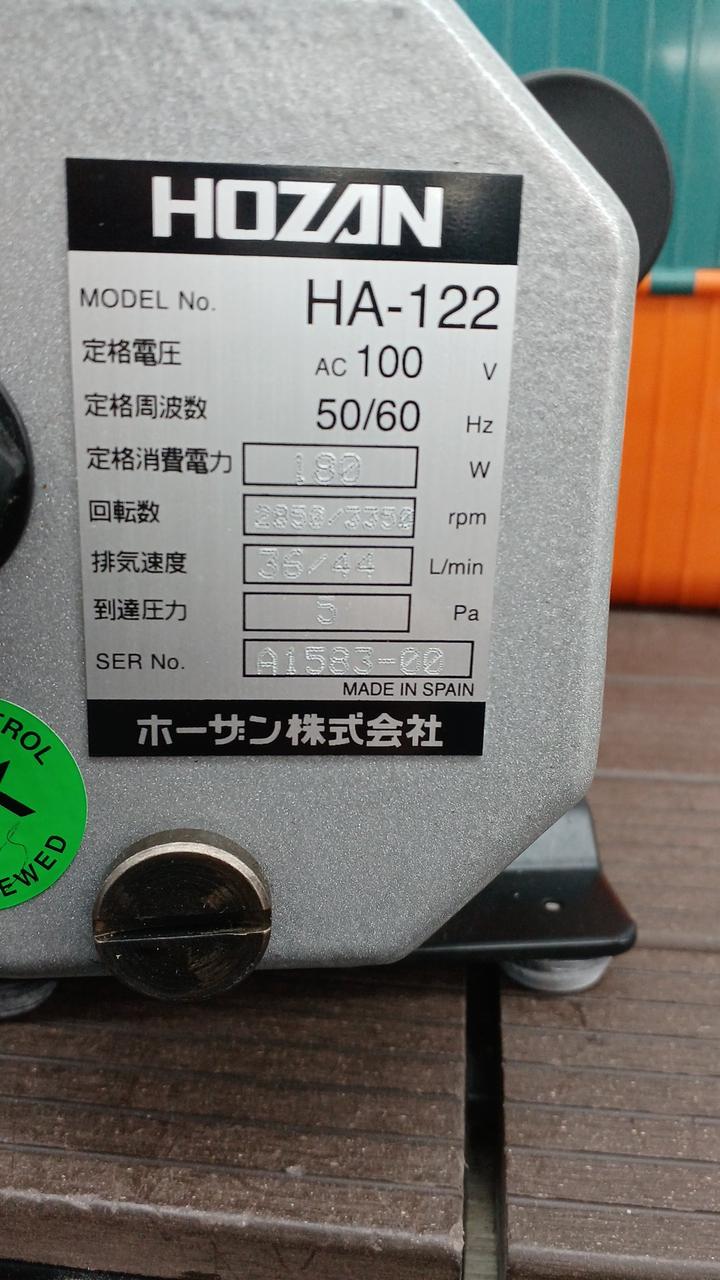 HOZAN
MODEL No. HA-122
定格電圧 AC 100 V
定格周波数 50/60 Hz
定格消費電力 180 W
回転数 2850/3350 rpm
排気速度 36/44 L/min
到達圧力 5 Pa
SER No. A1583-00
MADE IN SPAIN
ホーザン株式会社